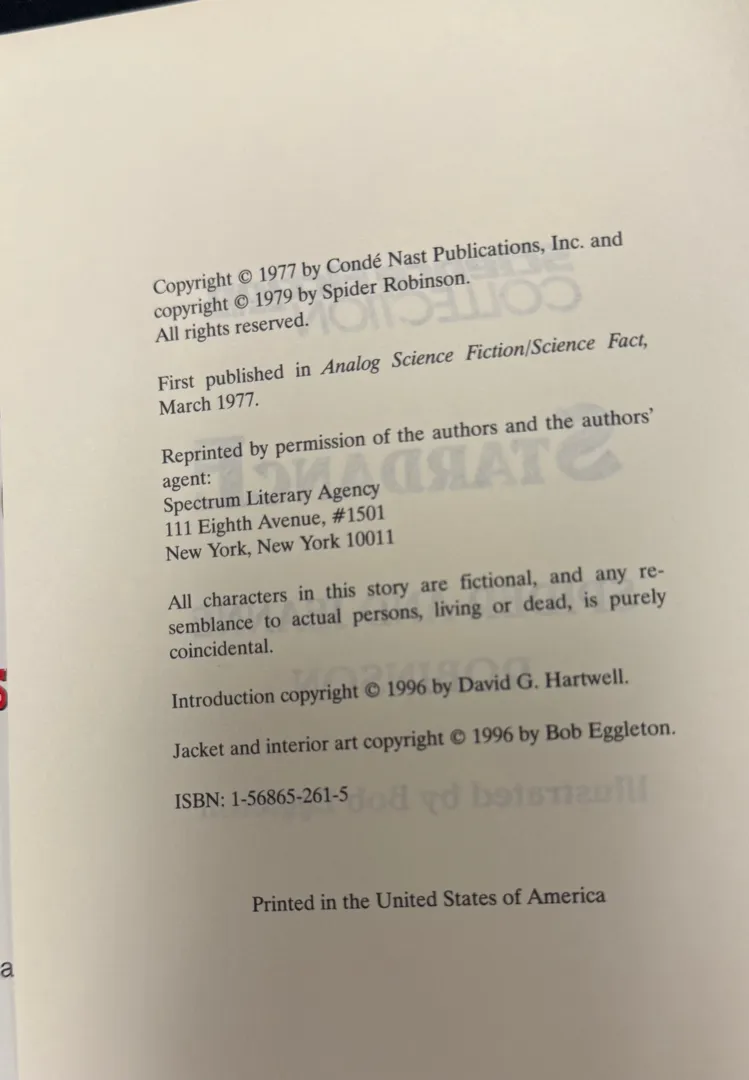 Copyright © 1977 by Condé Nast Publications, Inc. and
copyright © 1979 by Spider Robinson.
All rights reserved.
First published in Analog Science Fiction/Science Fact,
March 1977.
Reprinted by permission of the authors and the authors'
agent:
Spectrum Literary Agency
111 Eighth Avenue, #1501
New York, New York 10011
All characters in this story are fictional, and any re-
semblance to actual persons, living or dead, is purely
coincidental.
Introduction copyright © 1996 by David G. Hartwell.
Jacket and interior art copyright © 1996 by Bob Eggleton.
ISBN: 1-56865-261-5
Printed in the United States of America
a